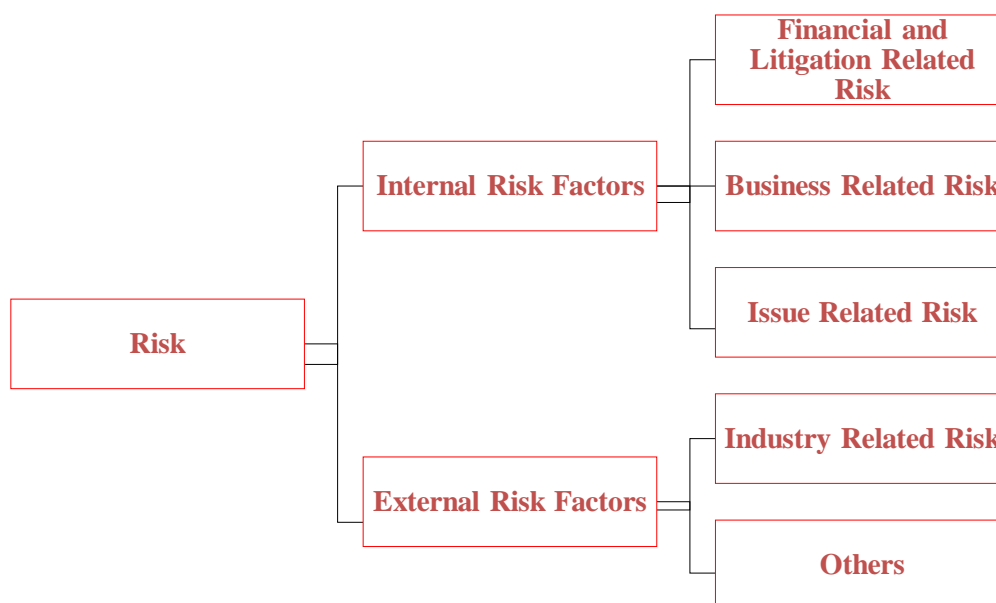 Risk
Internal Risk Factors
Financial and
Litigation Related
Risk
Business Related Risk
Issue Related Risk
External Risk Factors
Industry Related Risk
Others